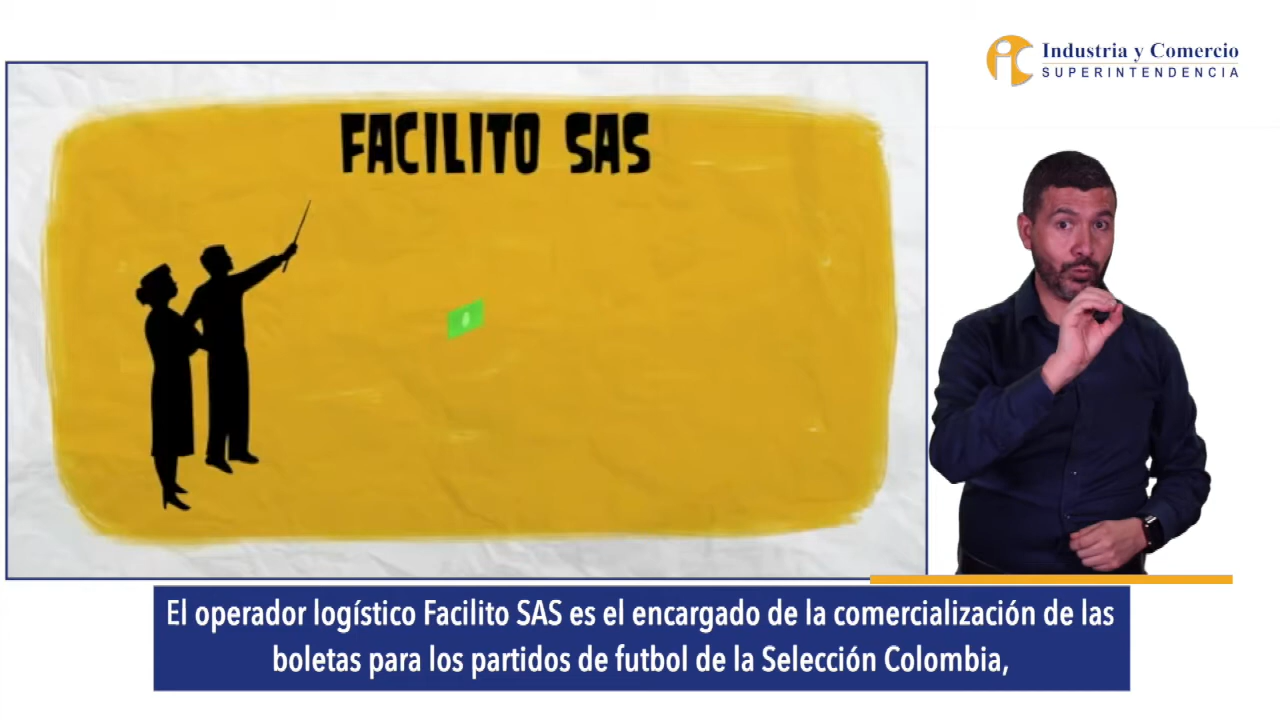 Industria y Comercio
SUPERINTENDENCIA
FACILITO SAS
El operador logístico Facilito SAS es el encargado de la comercialización de las
boletas para los partidos de futbol de la Selección Colombia,